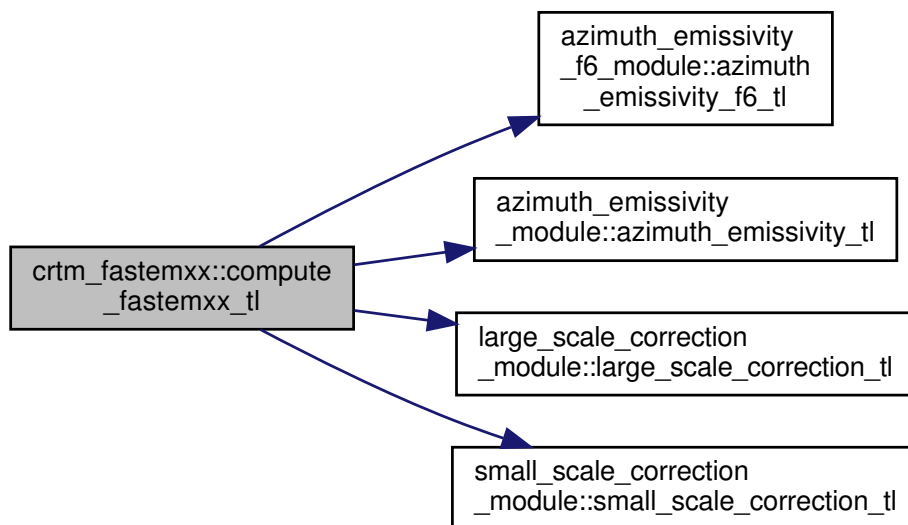 azimuth_emissivity
_f6_module::azimuth
_emissivity_f6_tl
azimuth_emissivity
_module::azimuth_emissivity_tl
crtm_fastemxx::compute
_fastemxx_tl
large_scale_correction
_module::large_scale_correction_tl
small_scale_correction
_module::small_scale_correction_tl